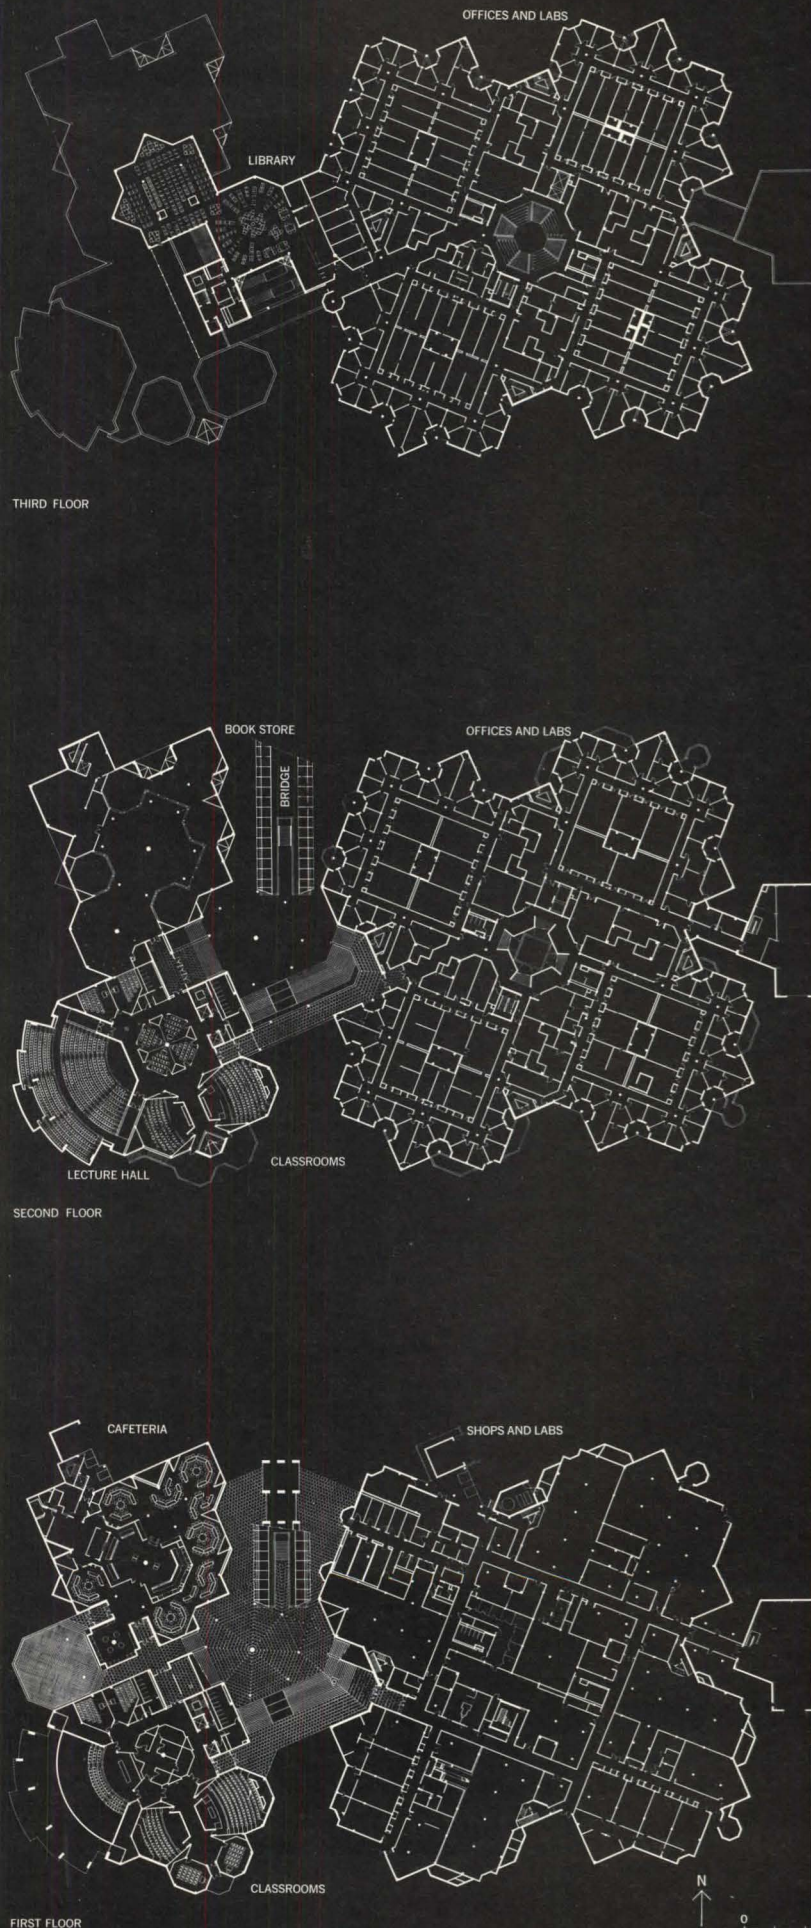 OFFICES AND LABS
LIBRARY
THIRD FLOOR
BOOK STORE
OFFICES AND LABS
BRIDGE
LECTURE HALL
CLASSROOMS
SECOND FLOOR
CAFETERIA
SHOPS AND LABS
CLASSROOMS
N
0
FIRST FLOOR